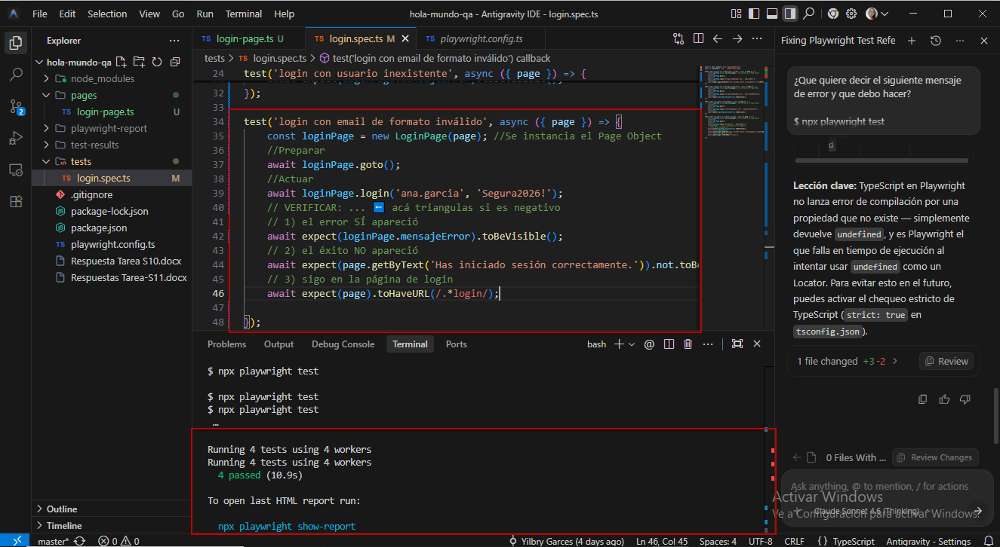 File Edit Selection View Go Run Terminal Help
hola-mundo-qa - Antigravity IDE - login.spec.ts
Explorer
hola-mundo-qa
node_modules
pages
TS login-page.ts U
playwright-report
test-results
tests
TS login.spec.ts M
.gitignore
package-lock.json
package.json
TS playwright.config.ts
Respuesta Tarea S10.docx
Respuestas Tarea-S11.docx
Outline
Timeline
TS login-page.ts U
TS login.spec.ts M
TS playwright.config.ts
tests > TS login.spec.ts > test('login con email de formato inválido') callback
24 test('login con usuario inexistente', async ({ page }) => {
32 });
33
34 test('login con email de formato inválido', async ({ page }) => {
35 const loginPage = new LoginPage(page); //Se instancia el Page Object
36 //Preparar
37 await loginPage.goto();
38 //Actuar
39 await loginPage.login('ana.garcia', 'Segura2026!');
40 // VERIFICAR: ... ⬅ acá triangulas si es negativo
41 // 1) el error SÍ apareció
42 await expect(loginPage.mensajeError).toBeVisible();
43 // 2) el éxito NO apareció
44 await expect(page.getByText('Has iniciado sesión correctamente.')).not.toBe
45 // 3) sigo en la página de login
46 await expect(page).toHaveURL(/.*login/);
47
48 });
Problems Output Debug Console Terminal Ports
bash
$ npx playwright test
$ npx playwright test
$ npx playwright test
…
Running 4 tests using 4 workers
Running 4 tests using 4 workers
4 passed (10.9s)
To open last HTML report run:
npx playwright show-report
Fixing Playwright Test Refe
¿Que quiere decir el siguiente mensaje
de error y que debo hacer?
$ npx playwright test
d
Lección clave: TypeScript en Playwright
no lanza error de compilación por una
propiedad que no existe — simplemente
devuelve undefined, y es Playwright el
que falla en tiempo de ejecución al
intentar usar undefined como un
Locator. Para evitar esto en el futuro,
puedes activar el chequeo estricto de
TypeScript (strict: true en
tsconfig.json).
1 file changed +3 -2 > Review
0 Files With ... Review Changes
Ask anything, @ to mention, / for actions
Claude Sonnet 4.6 (Thinking)
Activar Windows
Ve a Configuración para activar Windows.
2
master* 0 0
Yilbry Garces (4 days ago) Ln 46, Col 45 Spaces: 4 UTF-8 CRLF {} TypeScript Antigravity - Settings